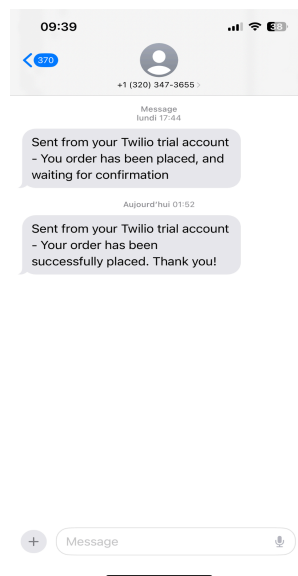 09:39
38
370
+1 (320) 347-3655
Message
lundi 17:44
Sent from your Twilio trial account
- You order has been placed, and
waiting for confirmation
Aujourd'hui 01:52
Sent from your Twilio trial account
- Your order has been
successfully placed. Thank you!
Message